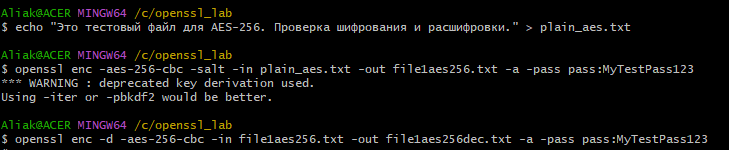 Aliak@ACER MINGW64 /c/openssl_lab
$ echo "Это тестовый файл для AES-256. Проверка шифрования и расшифровки." > plain_aes.txt
Aliak@ACER MINGW64 /c/openssl_lab
$ openssl enc -aes-256-cbc -salt -in plain_aes.txt -out file1aes256.txt -a -pass pass:MyTestPass123
*** WARNING : deprecated key derivation used.
Using -iter or -pbkdf2 would be better.
Aliak@ACER MINGW64 /c/openssl_lab
$ openssl enc -d -aes-256-cbc -in file1aes256.txt -out file1aes256dec.txt -a -pass pass:MyTestPass123